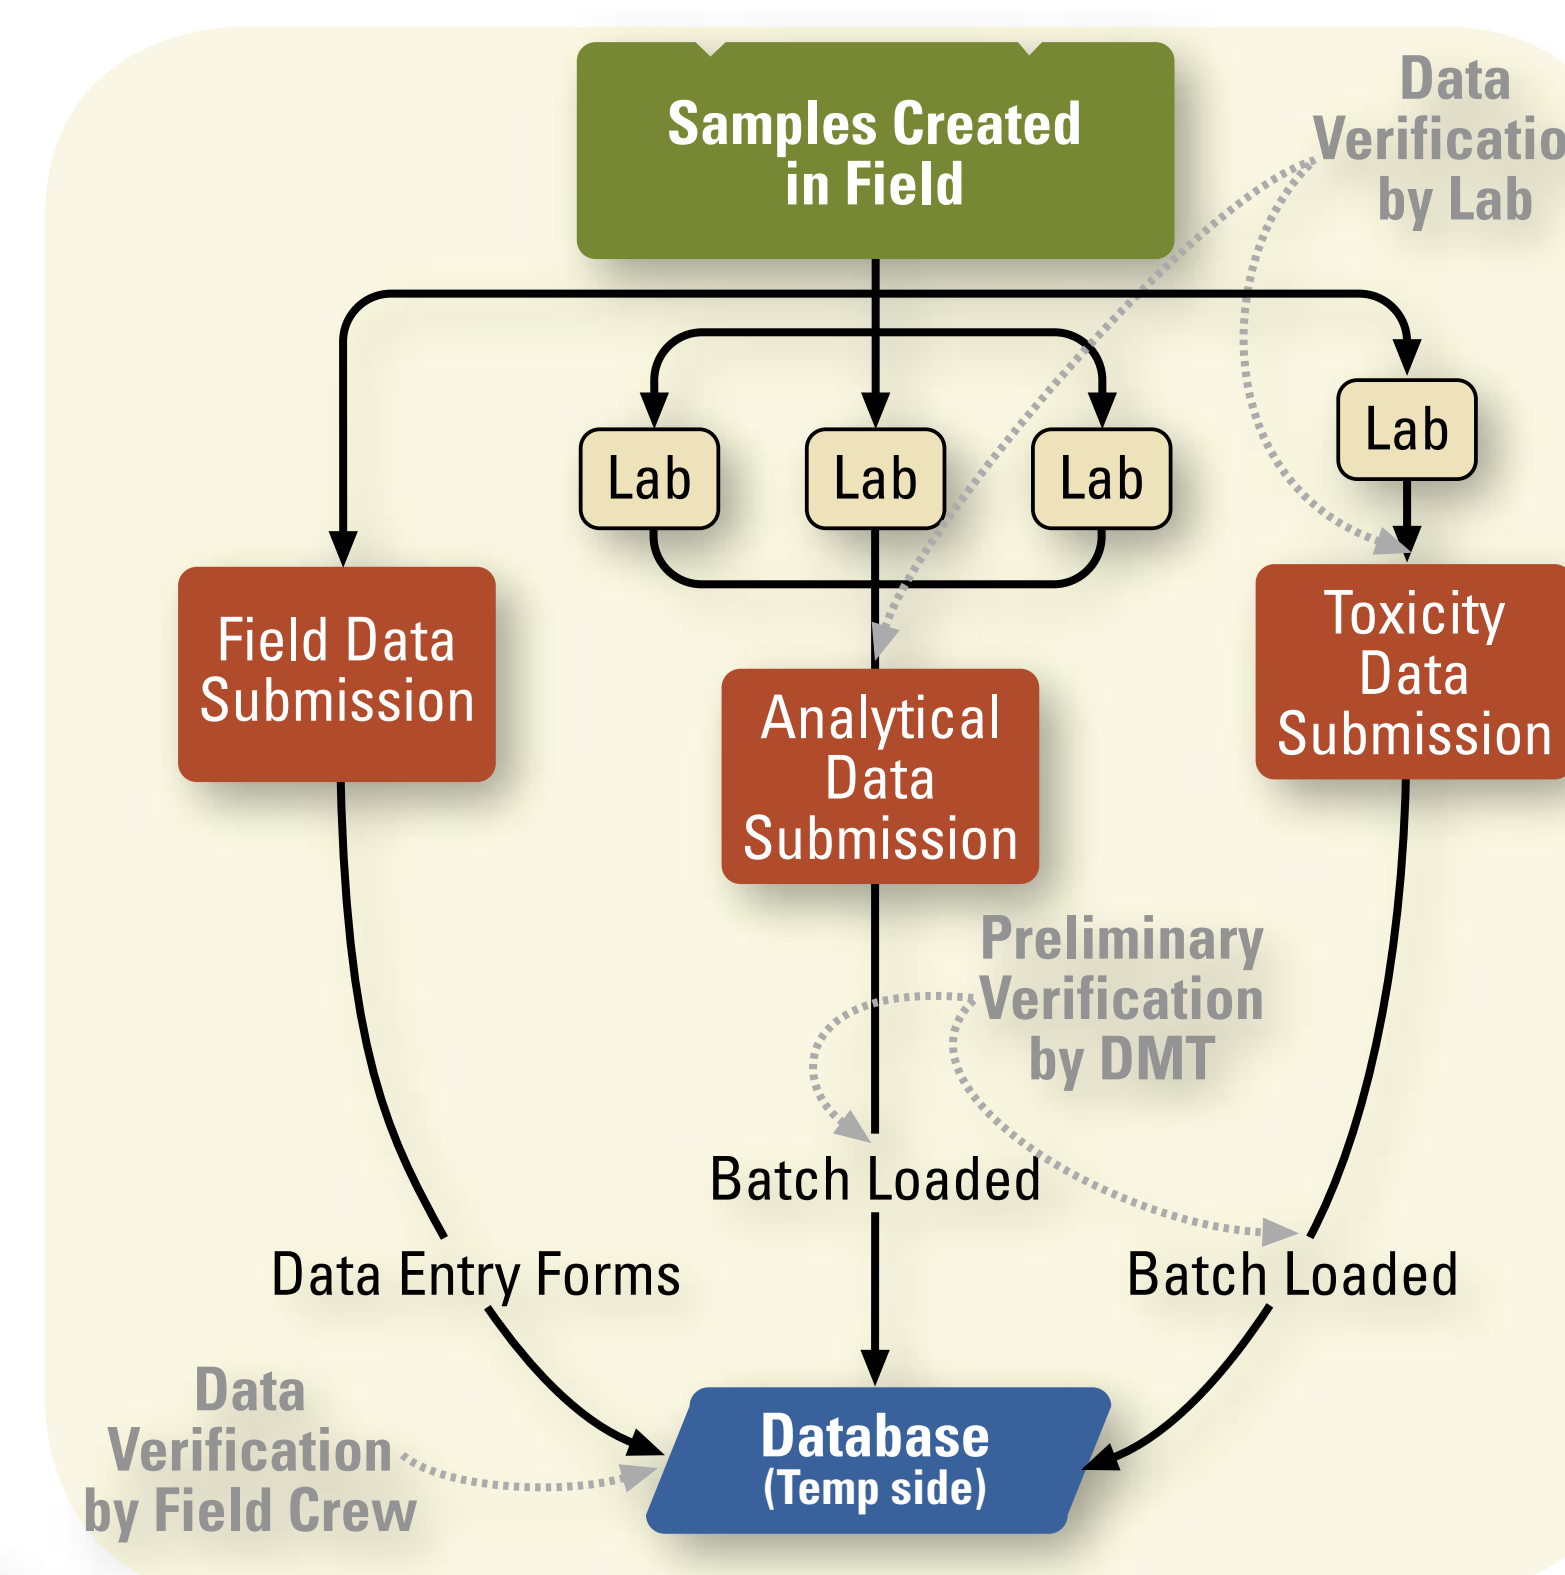 Samples Created
in Field
Data
Verificatio
by Lab
Lab
Lab
Lab
Lab
Field Data
Submission
Analytical
Data
Submission
Toxicity
Data
Submission
Preliminary
Verification
by DMT
Batch Loaded
Data Entry Forms
Batch Loaded
Data
Verification
by Field Crew
Database
(Temp side)